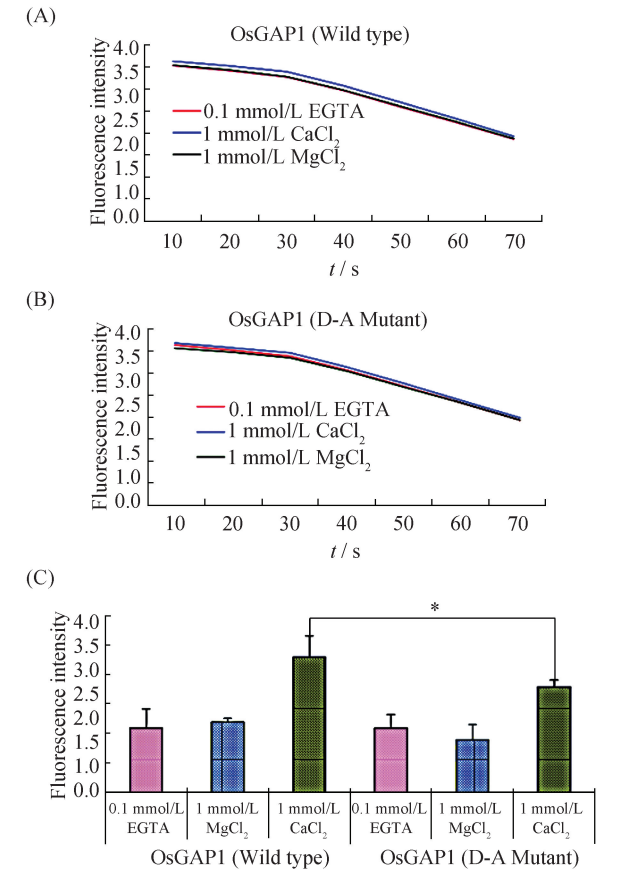 (A)
OsGAP1 (Wild type)
Fluorescence intensity
4.0
3.5
3.0
2.5
2.0
1.5
1.0
0.0
0.1 mmol/L EGTA
1 mmol/L CaCl₂
1 mmol/L MgCl₂
10 20 30 40 50 60 70
t / s
(B)
OsGAP1 (D-A Mutant)
Fluorescence intensity
4.0
3.5
3.0
2.5
2.0
1.5
1.0
0.0
0.1 mmol/L EGTA
1 mmol/L CaCl₂
1 mmol/L MgCl₂
10 20 30 40 50 60 70
t / s
(C)
*
Fluorescence intensity
4.0
3.5
3.0
2.5
2.0
1.5
1.0
0.0
0.1 mmol/L 1 mmol/L 1 mmol/L 0.1 mmol/L 1 mmol/L 1 mmol/L
EGTA MgCl₂ CaCl₂ EGTA MgCl₂ CaCl₂
OsGAP1 (Wild type) OsGAP1 (D-A Mutant)